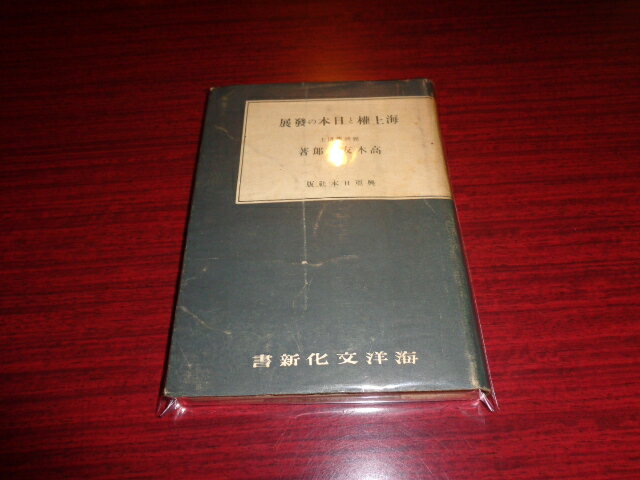 海上權と日本の發展
高木友郎著
興亞日本社版
海洋文化新書